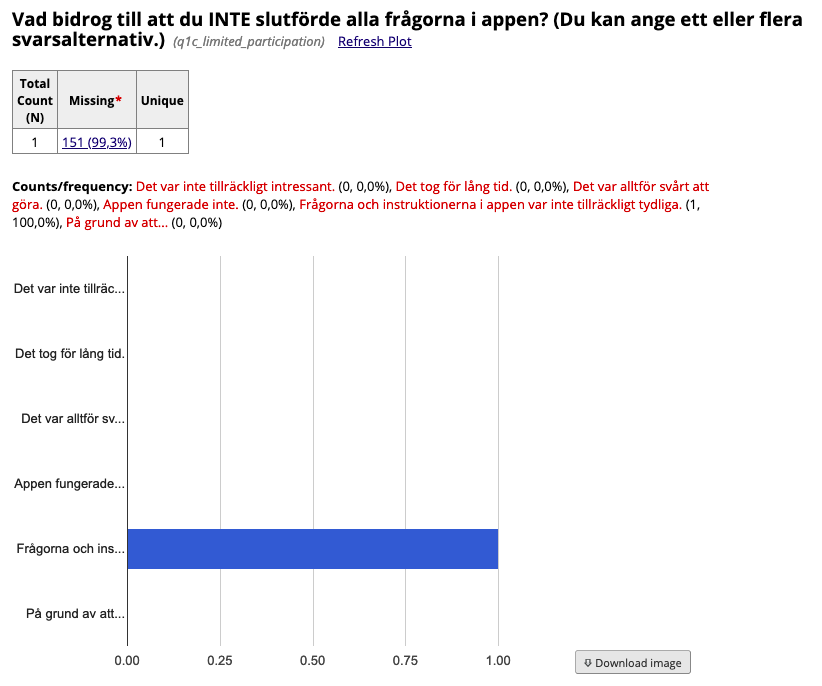 Vad bidrog till att du INTE slutförde alla frågorna i appen? (Du kan ange ett eller flera
svarsalternativ.) (q1c_limited_participation) Refresh Plot
Total Count (N) Missing* Unique
1 151 (99,3%) 1
Counts/frequency: Det var inte tillräckligt intressant. (0, 0,0%), Det tog för lång tid. (0, 0,0%), Det var alltför svårt att
göra. (0, 0,0%), Appen fungerade inte. (0, 0,0%), Frågorna och instruktionerna i appen var inte tillräckligt tydliga. (1,
100,0%), På grund av att... (0, 0,0%)
Det var inte tillräc...
Det tog för lång tid.
Det var alltför sv...
Appen fungerade...
Frågorna och ins...
På grund av att...
0.00 0.25 0.50 0.75 1.00
Download image